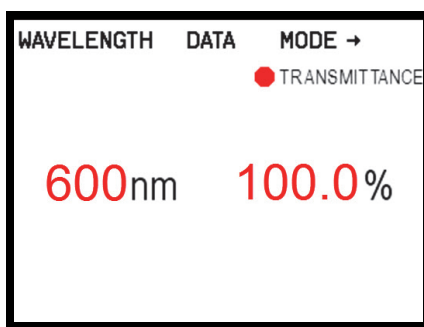 WAVELENGTH DATA MODE →
TRANSMITTANCE
600nm 100.0%